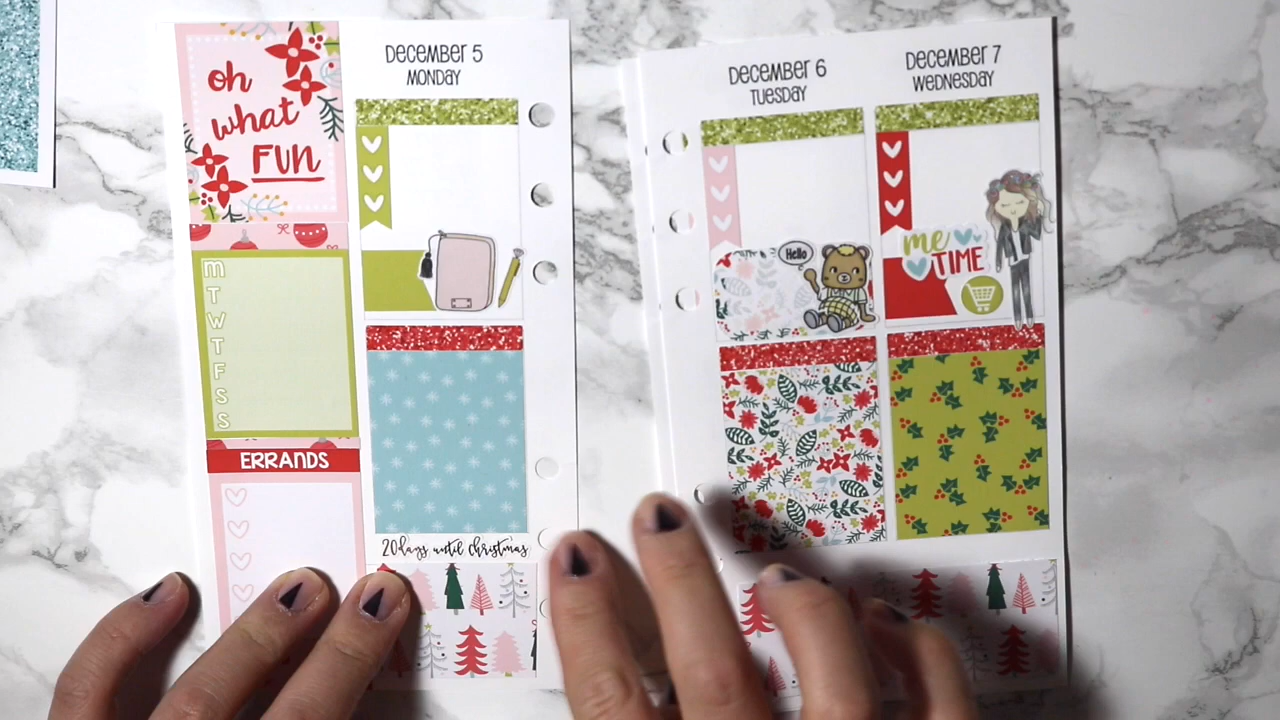 oh
what
FUN
M
T
W
T
F
S
S
ERRANDS
DECEMBER 5
MONDAY
20 days until christmas
DECEMBER 6
TUESDAY
Hello
DECEMBER 7
WEDNESDAY
me
TIME